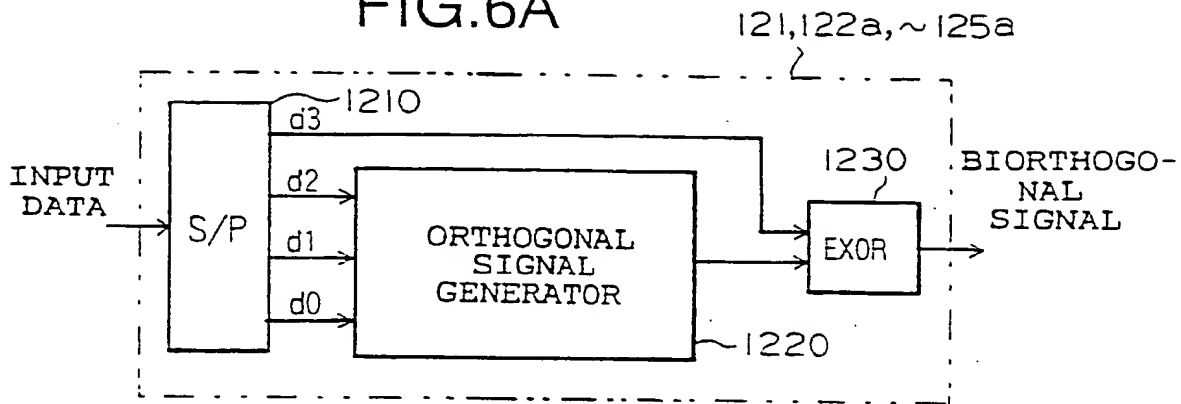 FIG.6A
121,122a,~125a
1210
d3
1230
BIORTHOGO-
NAL
SIGNAL
INPUT
DATA
S/P
d2
d1
d0
ORTHOGONAL
SIGNAL
GENERATOR
EXOR
1220